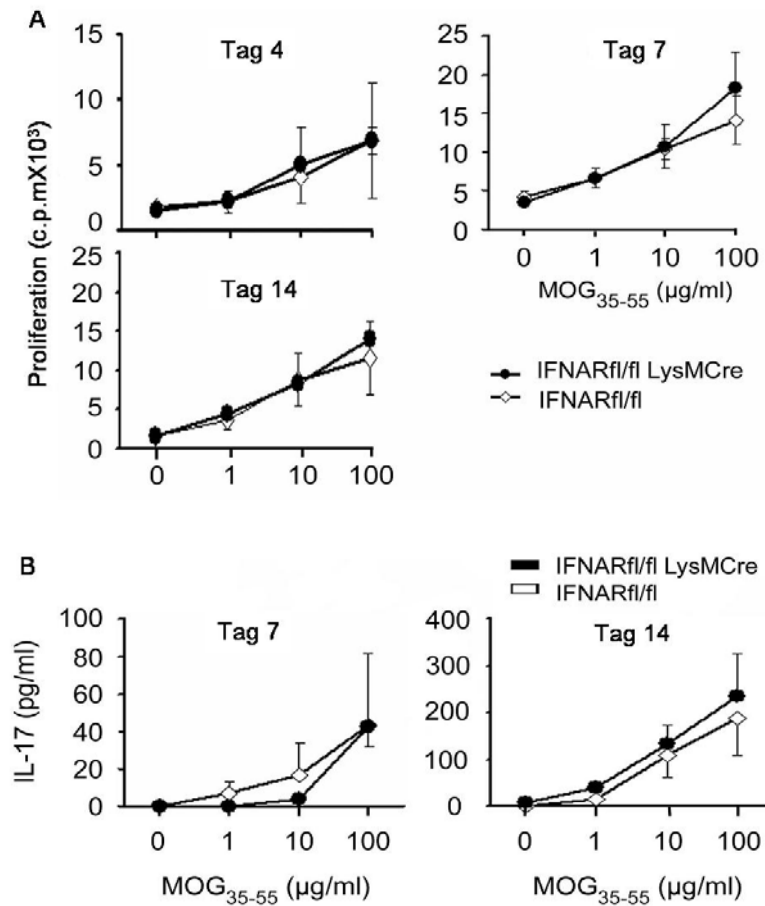 A
Tag 4
Tag 7
15
10
5
0
20
15
10
5
0
0 1 10 100
MOG35-55 (µg/ml)
Proliferation (c.p.mX10³)
25
20
15
10
5
0
Tag 14
0 1 10 100
IFNARfl/fl LysMCre
IFNARfl/fl
B
IFNARfl/fl LysMCre
IFNARfl/fl
Tag 7
Tag 14
IL-17 (pg/ml)
100
80
60
40
20
0
0 1 10 100
MOG35-55 (µg/ml)
400
300
200
100
0
0 1 10 100
MOG35-55 (µg/ml)